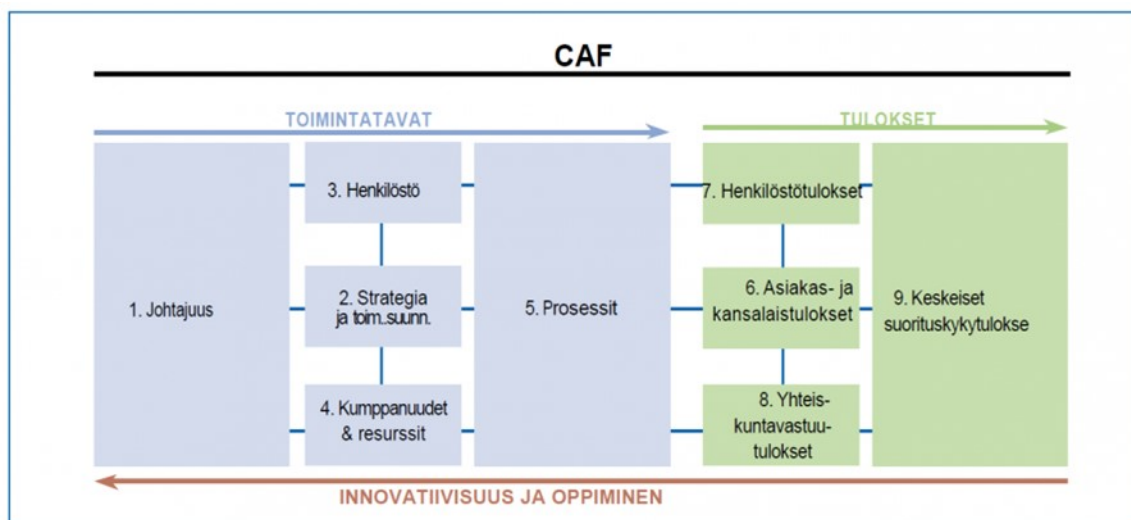 CAF
TOIMINTATAVAT
TULOKSET
1. Johtajuus
3. Henkilöstö
2. Strategia
ja toim..suunn.
4. Kumppanuudet
& resurssit
5. Prosessit
7. Henkilöstötulokset
6. Asiakas- ja
kansalaistulokset
8. Yhteis-
kuntavastuu-
tulokset
9. Keskeiset
suorituskykytulokse
INNOVATIIVISUUS JA OPPIMINEN